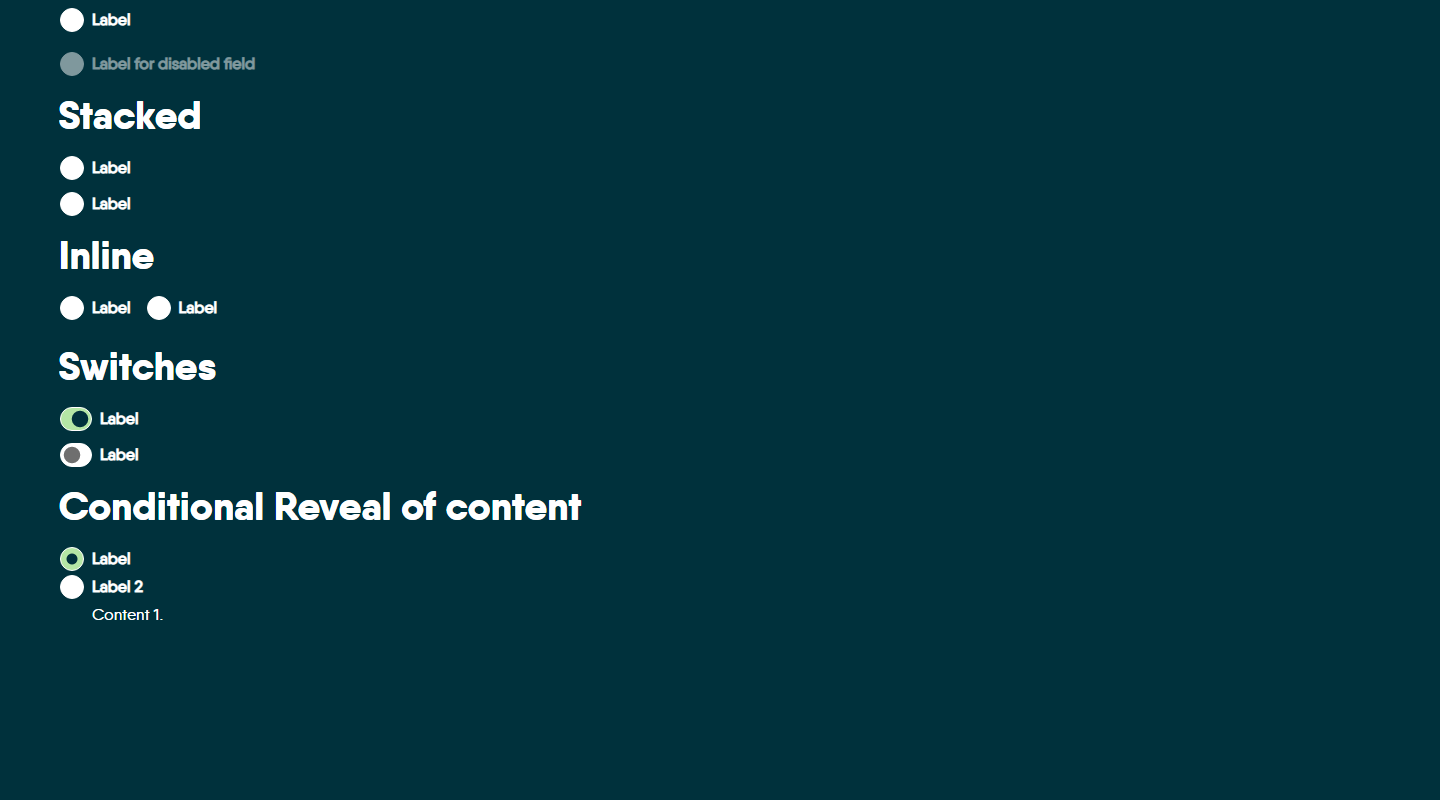 Label
Label for disabled field
Stacked
Label
Label
Inline
Label Label
Switches
Label
Label
Conditional Reveal of content
Label
Label 2
Content 1.